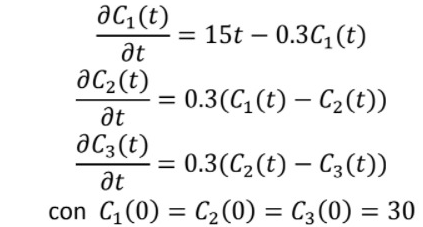 ∂C₁(t)/∂t = 15t − 0.3C₁(t)
∂C₂(t)/∂t = 0.3(C₁(t) − C₂(t))
∂C₃(t)/∂t = 0.3(C₂(t) − C₃(t))
con C₁(0) = C₂(0) = C₃(0) = 30